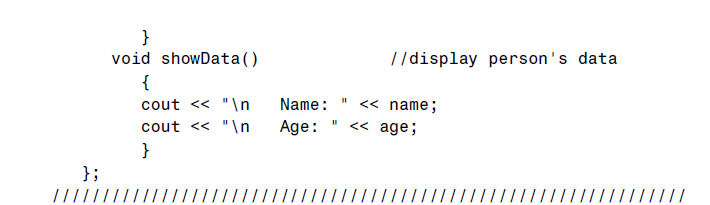 }
void showData()             //display person's data
{
cout << "\n   Name: " << name;
cout << "\n   Age: " << age;
}
};
////////////////////////////////////////////////////////////////